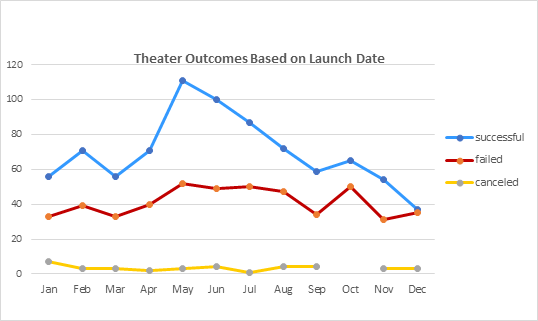 Theater Outcomes Based on Launch Date
120
100
80
60
40
20
0
Jan Feb Mar Apr May Jun Jul Aug Sep Oct Nov Dec
successful
failed
canceled